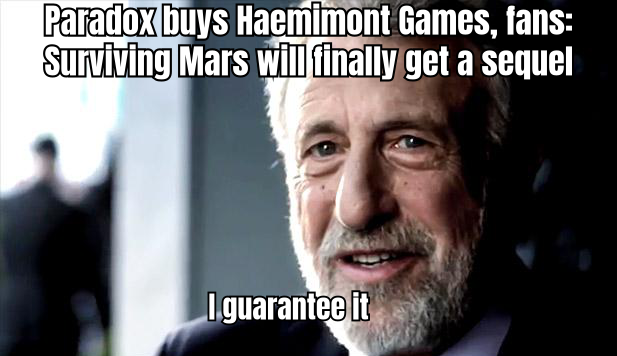 Paradox buys Haemimont Games, fans:
Surviving Mars will finally get a sequel
I guarantee it